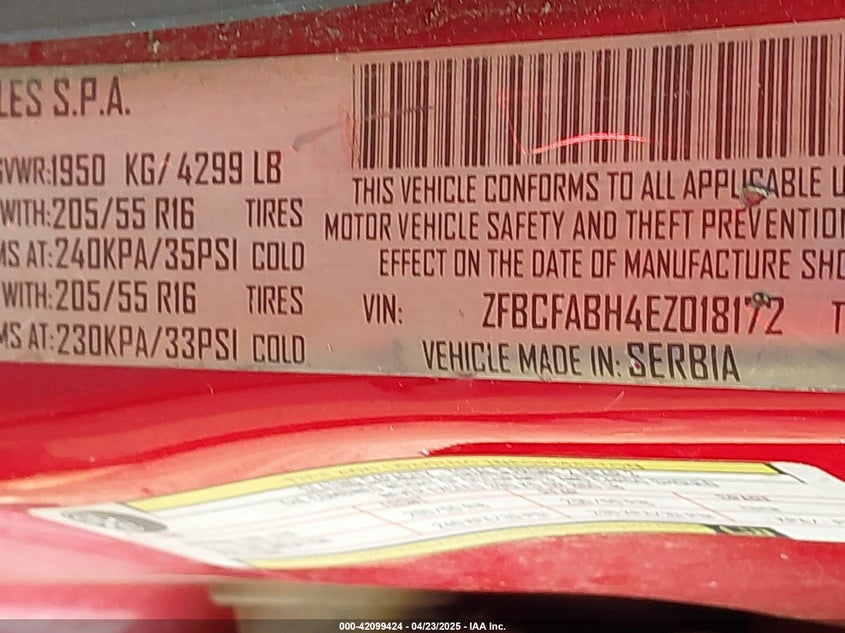 LES S.P.A.
GVWR:1950 KG/ 4299 LB
WITH:205/55 R16 TIRES
MS AT:240KPA/35PSI COLD
WITH:205/55 R16 TIRES
MS AT:230KPA/33PSI COLD
THIS VEHICLE CONFORMS TO ALL APPLICABLE U
MOTOR VEHICLE SAFETY AND THEFT PREVENTION
EFFECT ON THE DATE OF MANUFACTURE SHO
VIN: ZFBCFABH4EZ018172 T
VEHICLE MADE IN: SERBIA
000-42099424 - 04/23/2025 - IAA Inc.